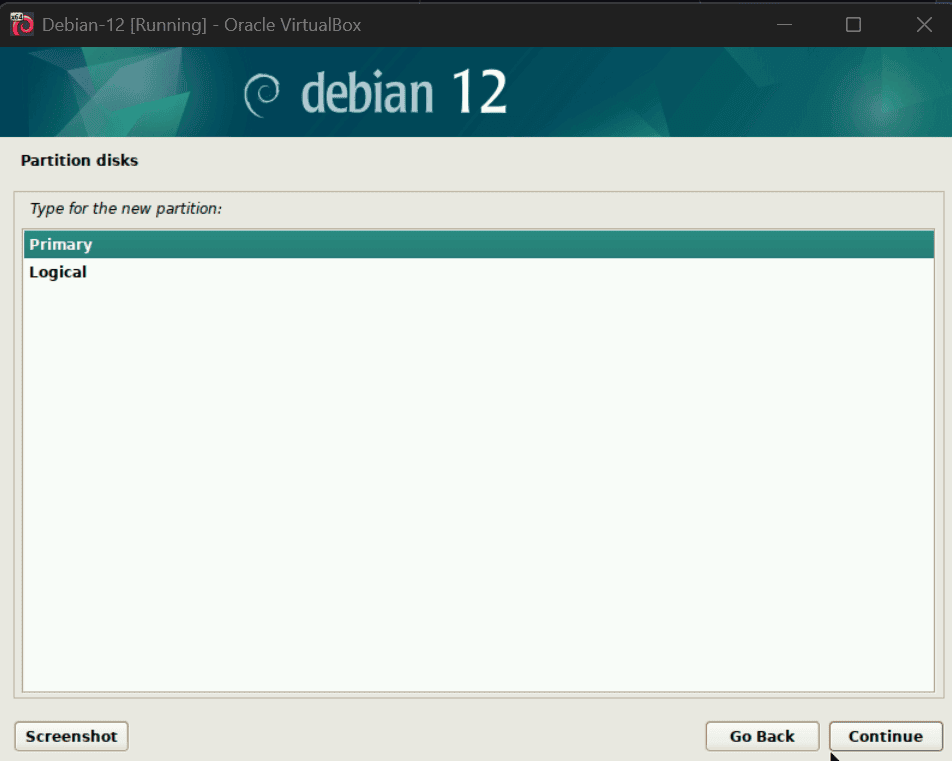 x64
Debian-12 [Running] - Oracle VirtualBox
debian 12
Partition disks
Type for the new partition:
Primary
Logical
Screenshot
Go Back
Continue